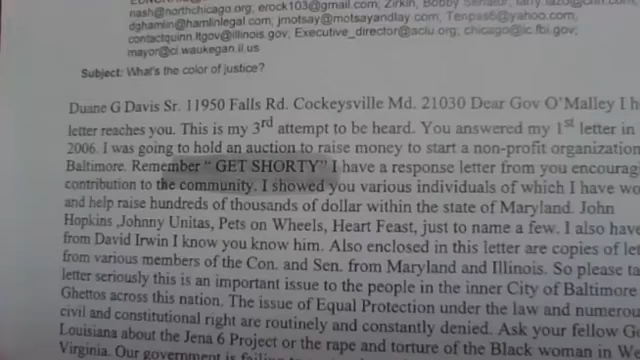 nash@northchicago.org, erock103@gmail.com, Zirkin, Bobby Senator,
dghamlin@hamlinlegal.com; jmotsay@motsayandlay.com; Tenpas6@yahoo.com,
contactquinn.ltgov@illinois.gov; Executive_director@aclu.org; chicago@ic.fbi.gov;
mayor@ci.waukegan.il.us
Subject: What's the color of justice?
Duane G Davis Sr. 11950 Falls Rd. Cockeysville Md. 21030 Dear Gov O'Malley I h
letter reaches you. This is my 3rd attempt to be heard. You answered my 1st letter in
2006. I was going to hold an auction to raise money to start a non-profit organization
Baltimore. Remember " GET SHORTY" I have a response letter from you encourag
contribution to the community. I showed you various individuals of which I have wo
and help raise hundreds of thousands of dollar within the state of Maryland. John
Hopkins ,Johnny Unitas, Pets on Wheels, Heart Feast, just to name a few. I also have
from David Irwin I know you know him. Also enclosed in this letter are copies of let
from various members of the Con. and Sen. from Maryland and Illinois. So please ta
letter seriously this is an important issue to the people in the inner City of Baltimore
Ghettos across this nation. The issue of Equal Protection under the law and numerou
civil and constitutional right are routinely and constantly denied. Ask your fellow Go
Louisiana about the Jena 6 Project or the rape and torture of the Black woman in We
Virginia. Our government is